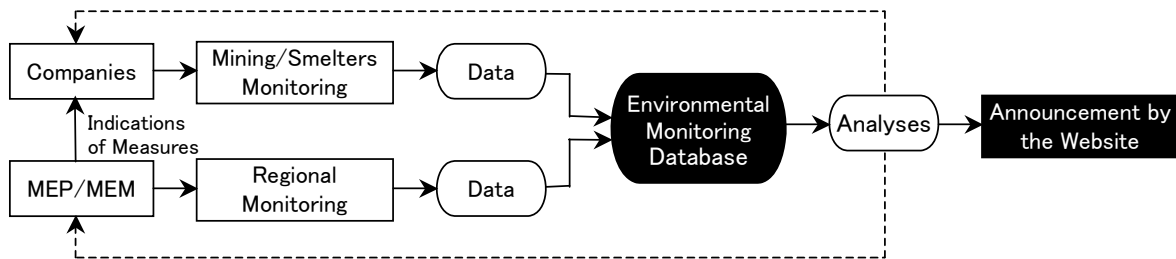 Companies
Mining/Smelters
Monitoring
Data
Environmental
Monitoring
Database
Analyses
Announcement by
the Website
Indications
of Measures
MEP/MEM
Regional
Monitoring
Data